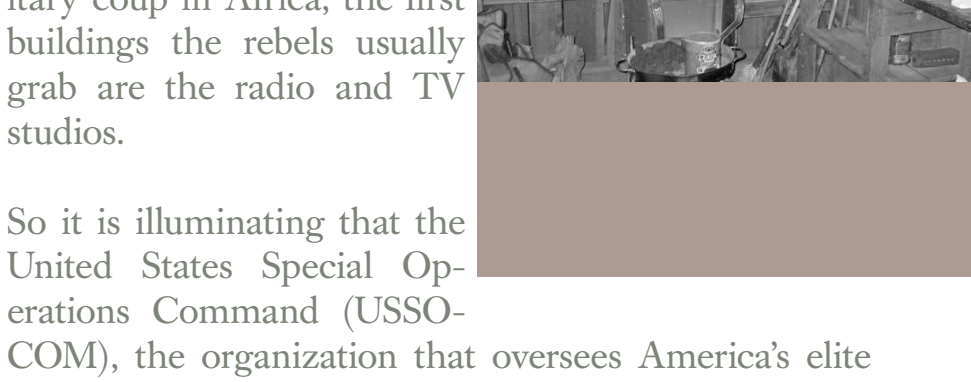 itary coup in Africa, the first
buildings the rebels usually
grab are the radio and TV
studios.
So it is illuminating that the
United States Special Op-
erations Command (USSO-
COM), the organization that oversees America's elite